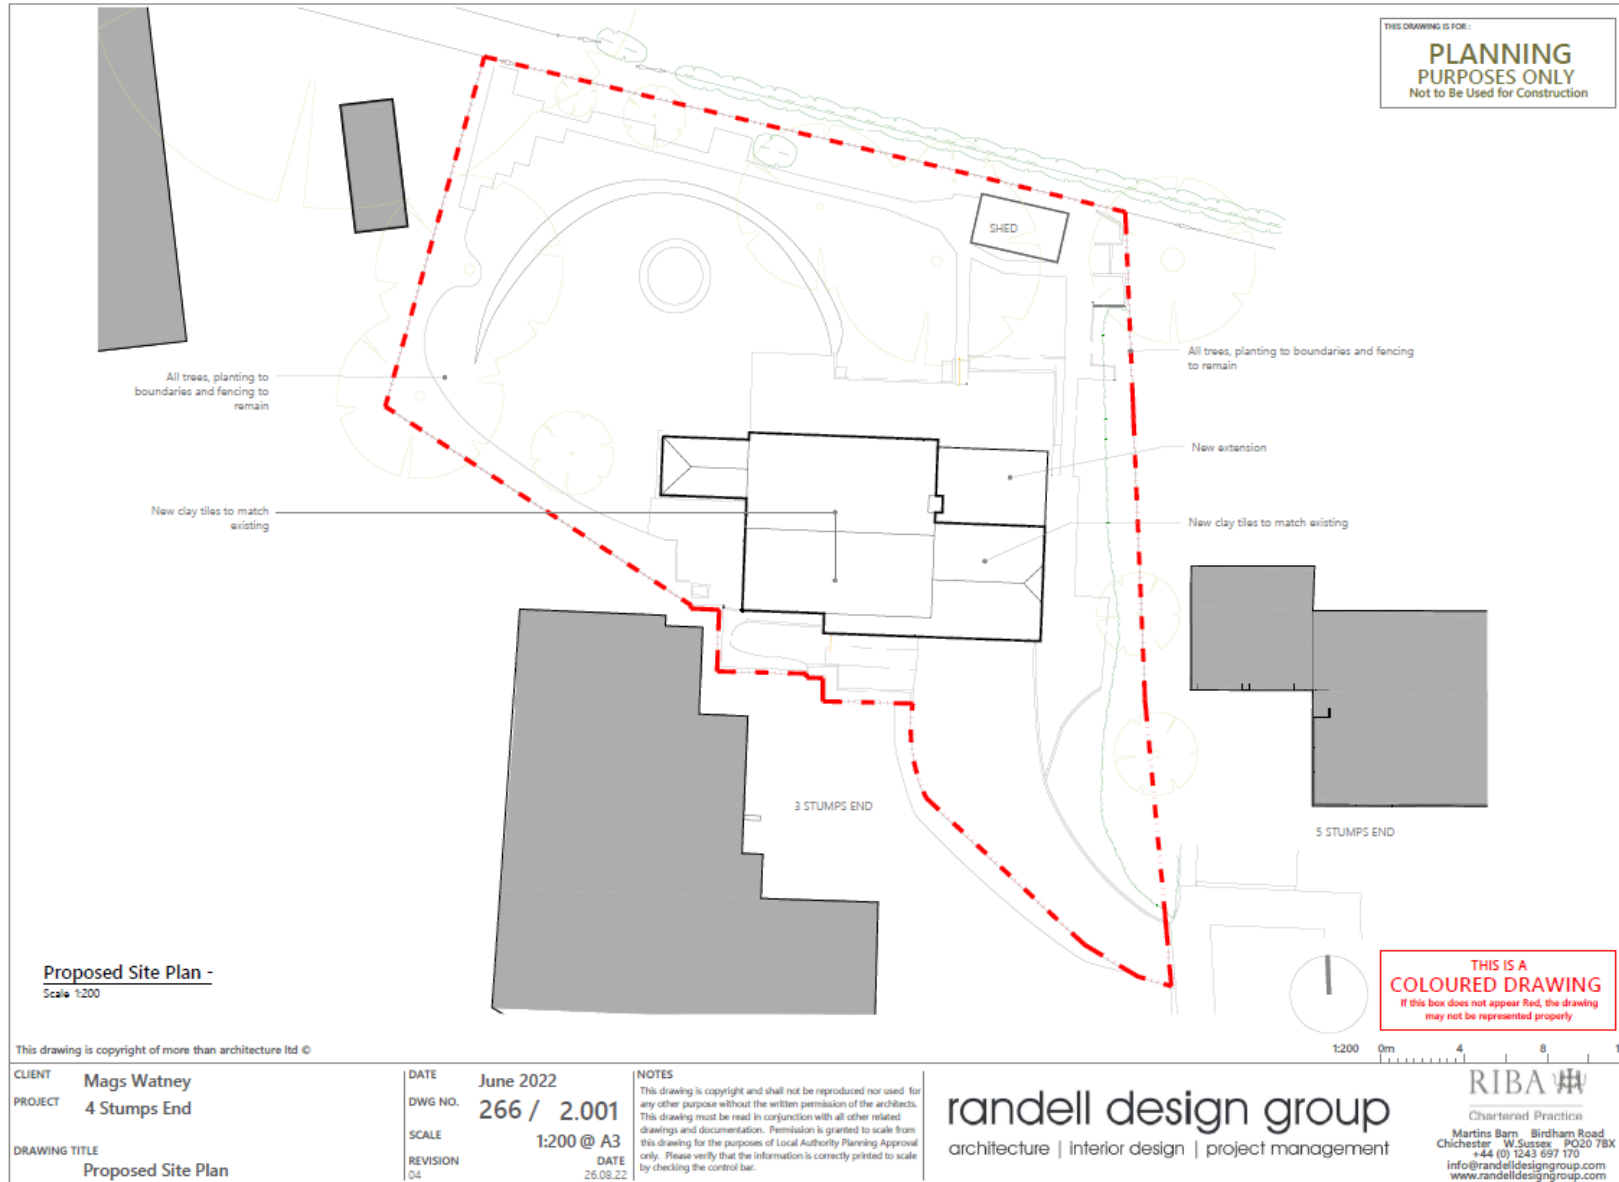 THIS DRAWING IS FOR :
PLANNING
PURPOSES ONLY
Not to Be Used for Construction
SHED
All trees, planting to
boundaries and fencing to
remain
All trees, planting to boundaries and fencing
to remain
New extension
New clay tiles to match
existing
New clay tiles to match existing
3 STUMPS END
5 STUMPS END
Proposed Site Plan -
Scale 1:200
THIS IS A
COLOURED DRAWING
If this box does not appear Red, the drawing
may not be represented properly
This drawing is copyright of more than architecture ltd ©
1:200 0m 4 8 1
CLIENT Mags Watney
PROJECT 4 Stumps End
DRAWING TITLE
Proposed Site Plan
DATE June 2022
DWG NO. 266 / 2.001
SCALE 1:200 @ A3
REVISION DATE
04 26.08.22
NOTES
This drawing is copyright and shall not be reproduced nor used for
any other purpose without the written permission of the architects.
This drawing must be read in conjunction with all other related
drawings and documentation. Permission is granted to scale from
this drawing for the purposes of Local Authority Planning Approval
only. Please verify that the information is correctly printed to scale
by checking the control bar.
randell design group
architecture | interior design | project management
RIBA
Chartered Practice
Martins Barn Birdham Road
Chichester W.Sussex PO20 7BX
+44 (0) 1243 697 170
info@randelldesigngroup.com
www.randelldesigngroup.com